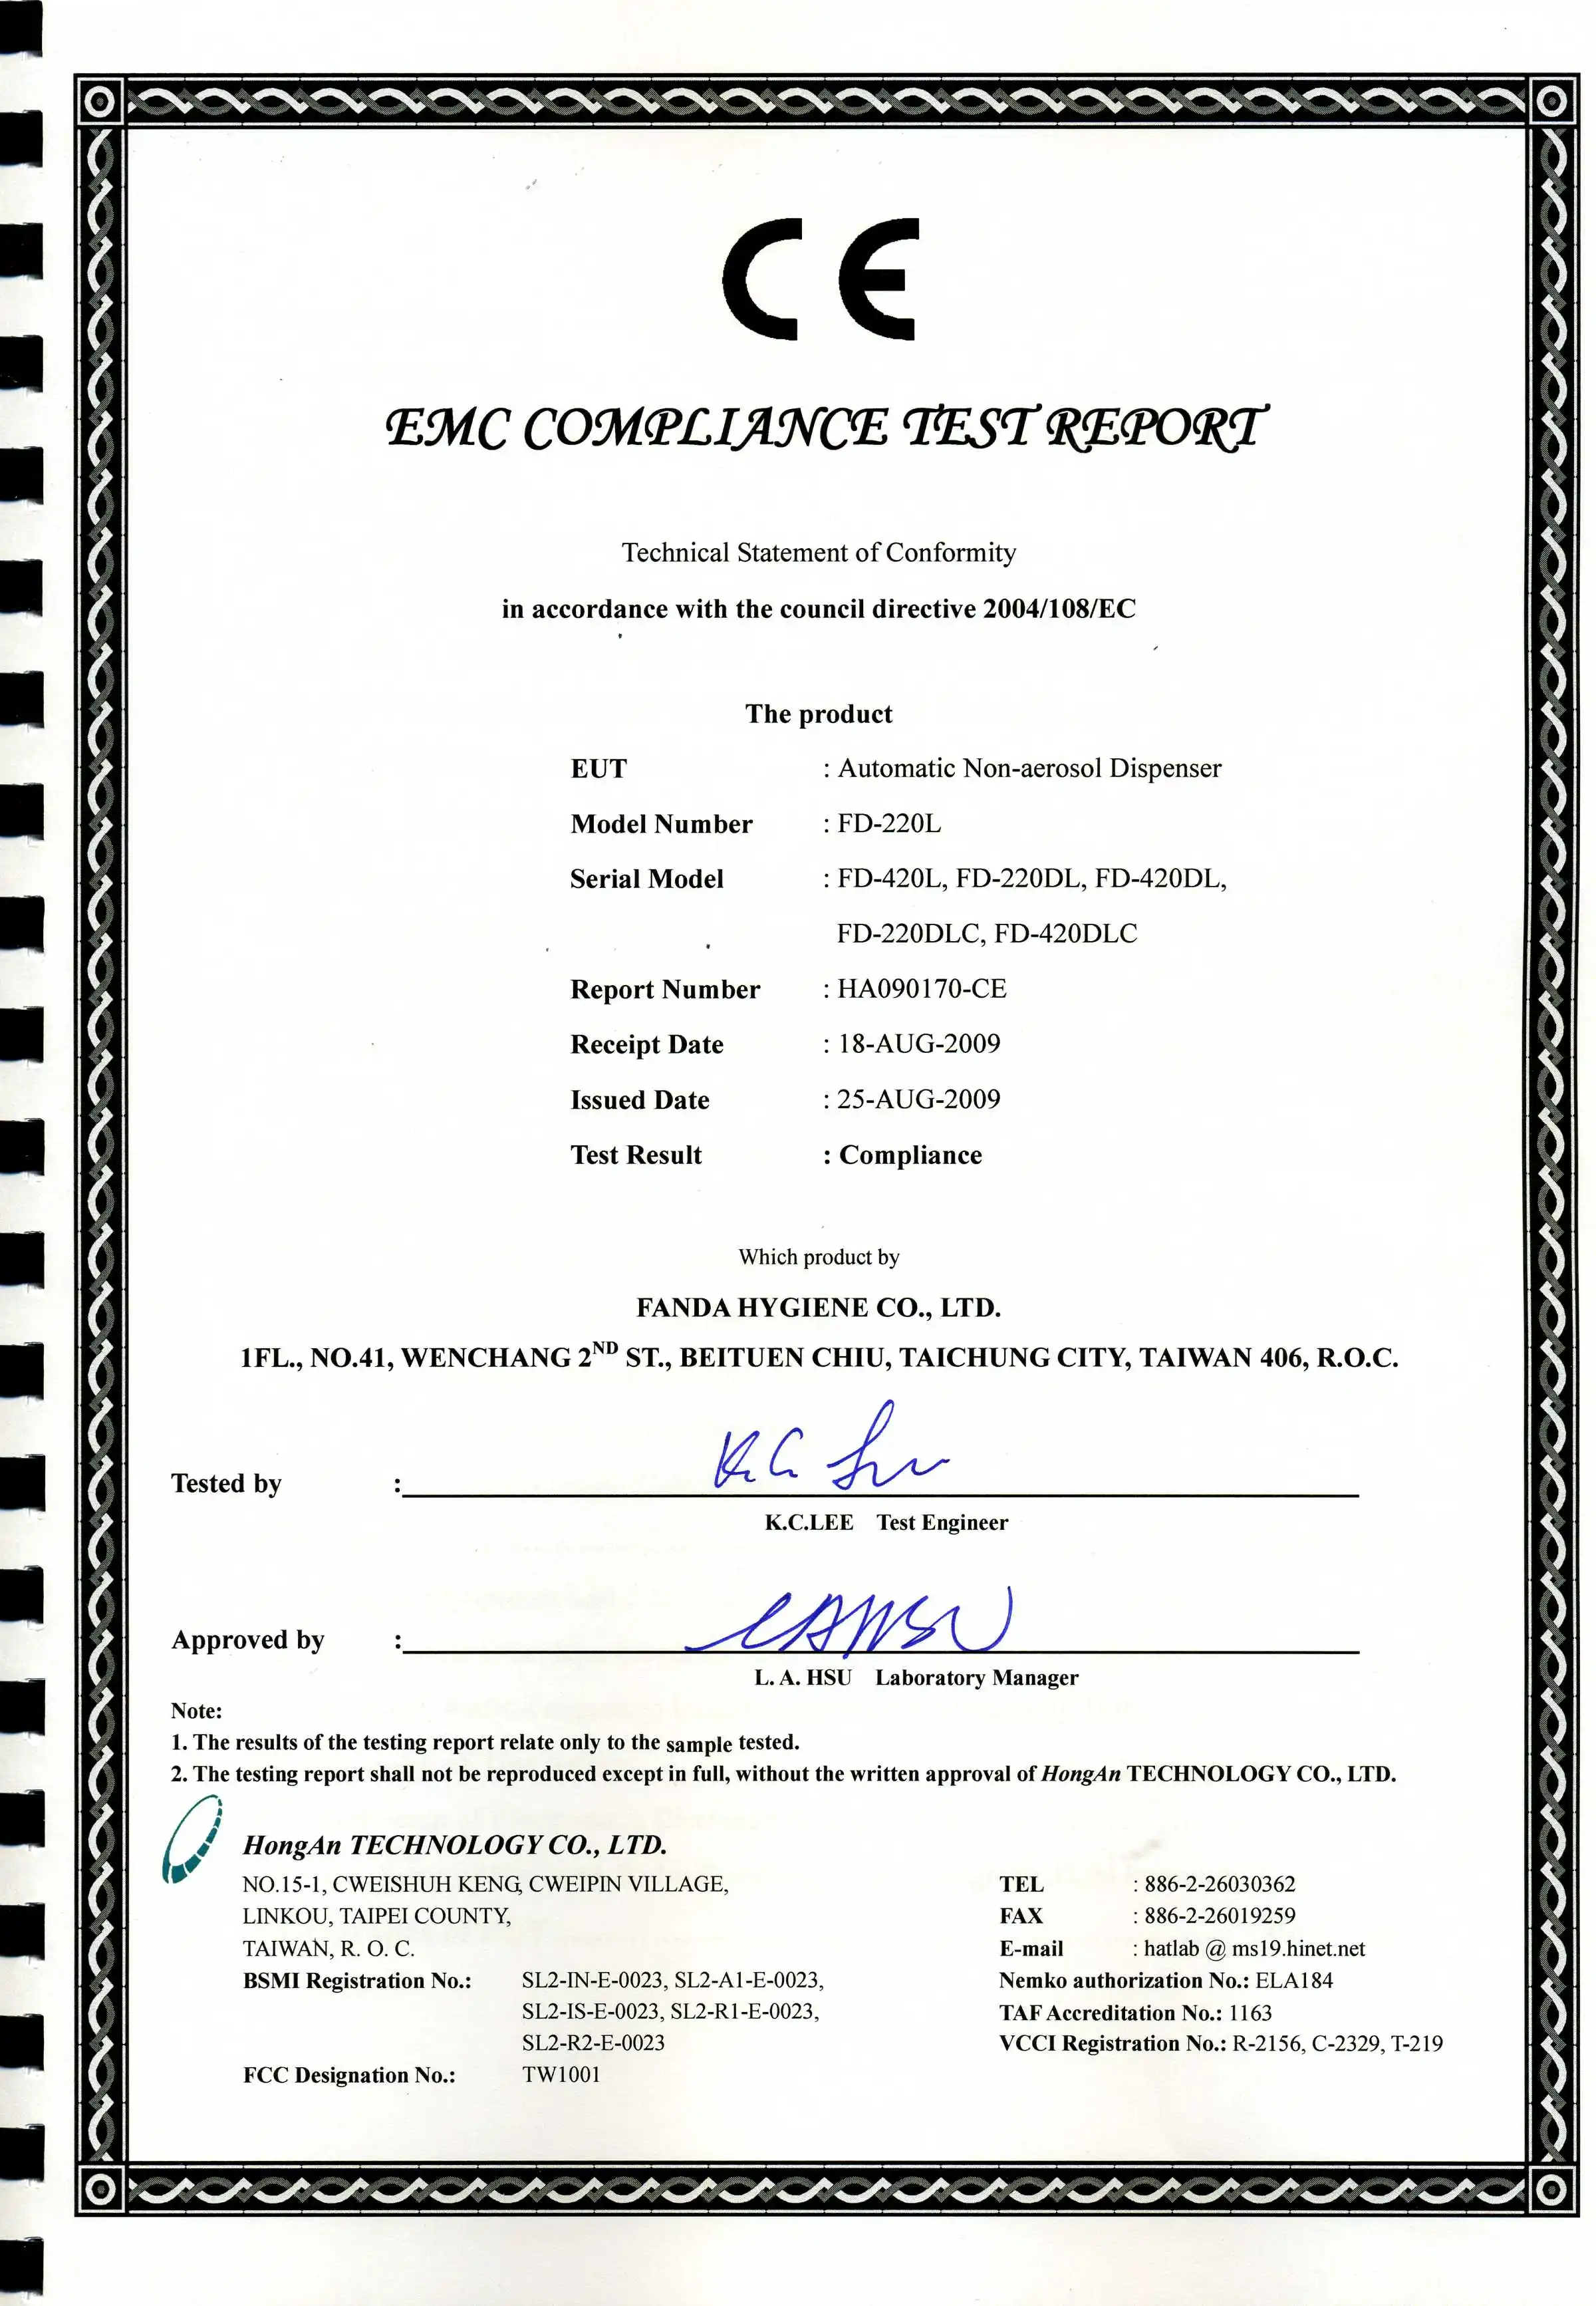 CE
EMC COMPLIANCE TEST REPORT
Technical Statement of Conformity
in accordance with the council directive 2004/108/EC
The product
EUT : Automatic Non-aerosol Dispenser
Model Number : FD-220L
Serial Model : FD-420L, FD-220DL, FD-420DL,
FD-220DLC, FD-420DLC
Report Number : HA090170-CE
Receipt Date : 18-AUG-2009
Issued Date : 25-AUG-2009
Test Result : Compliance
Which product by
FANDA HYGIENE CO., LTD.
1FL., NO.41, WENCHANG 2ND ST., BEITUEN CHIU, TAICHUNG CITY, TAIWAN 406, R.O.C.
Tested by :
K.C.LEE Test Engineer
Approved by :
L. A. HSU Laboratory Manager
Note:
1. The results of the testing report relate only to the sample tested.
2. The testing report shall not be reproduced except in full, without the written approval of HongAn TECHNOLOGY CO., LTD.
HongAn TECHNOLOGY CO., LTD.
NO.15-1, CWEISHUH KENG, CWEIPIN VILLAGE, TEL : 886-2-26030362
LINKOU, TAIPEI COUNTY, FAX : 886-2-26019259
TAIWAN, R. O. C. E-mail : hatlab @ ms19.hinet.net
BSMI Registration No.: SL2-IN-E-0023, SL2-A1-E-0023, Nemko authorization No.: ELA184
SL2-IS-E-0023, SL2-R1-E-0023, TAF Accreditation No.: 1163
SL2-R2-E-0023 VCCI Registration No.: R-2156, C-2329, T-219
FCC Designation No.: TW1001